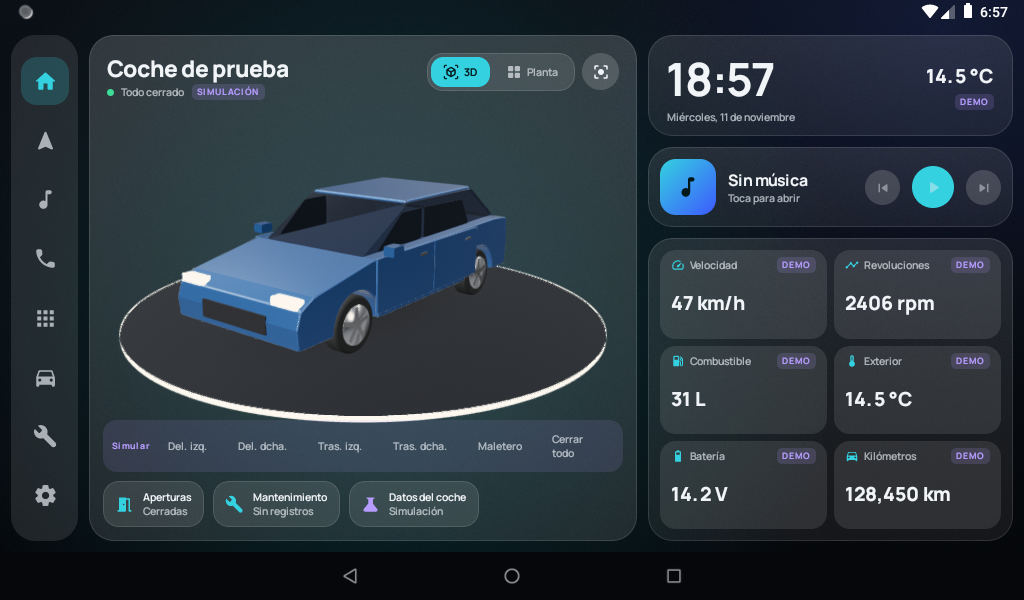 6:57
Coche de prueba
Todo cerrado SIMULACIÓN
3D
Planta
18:57
Miércoles, 11 de noviembre
14.5 °C
DEMO
Sin música
Toca para abrir
Velocidad DEMO
47 km/h
Revoluciones DEMO
2406 rpm
Combustible DEMO
31 L
Exterior DEMO
14.5 °C
Batería DEMO
14.2 V
Kilómetros DEMO
128,450 km
Simular Del. izq. Del. dcha. Tras. izq. Tras. dcha. Maletero Cerrar
todo
Aperturas
Cerradas
Mantenimiento
Sin registros
Datos del coche
Simulación